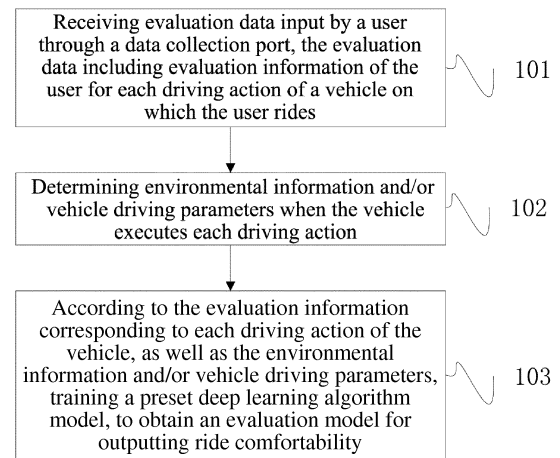 Receiving evaluation data input by a user
through a data collection port, the evaluation
data including evaluation information of the
user for each driving action of a vehicle on
which the user rides
101
Determining environmental information and/or
vehicle driving parameters when the vehicle
executes each driving action
102
According to the evaluation information
corresponding to each driving action of the
vehicle, as well as the environmental
information and/or vehicle driving parameters,
training a preset deep learning algorithm
model, to obtain an evaluation model for
outputting ride comfortability
103